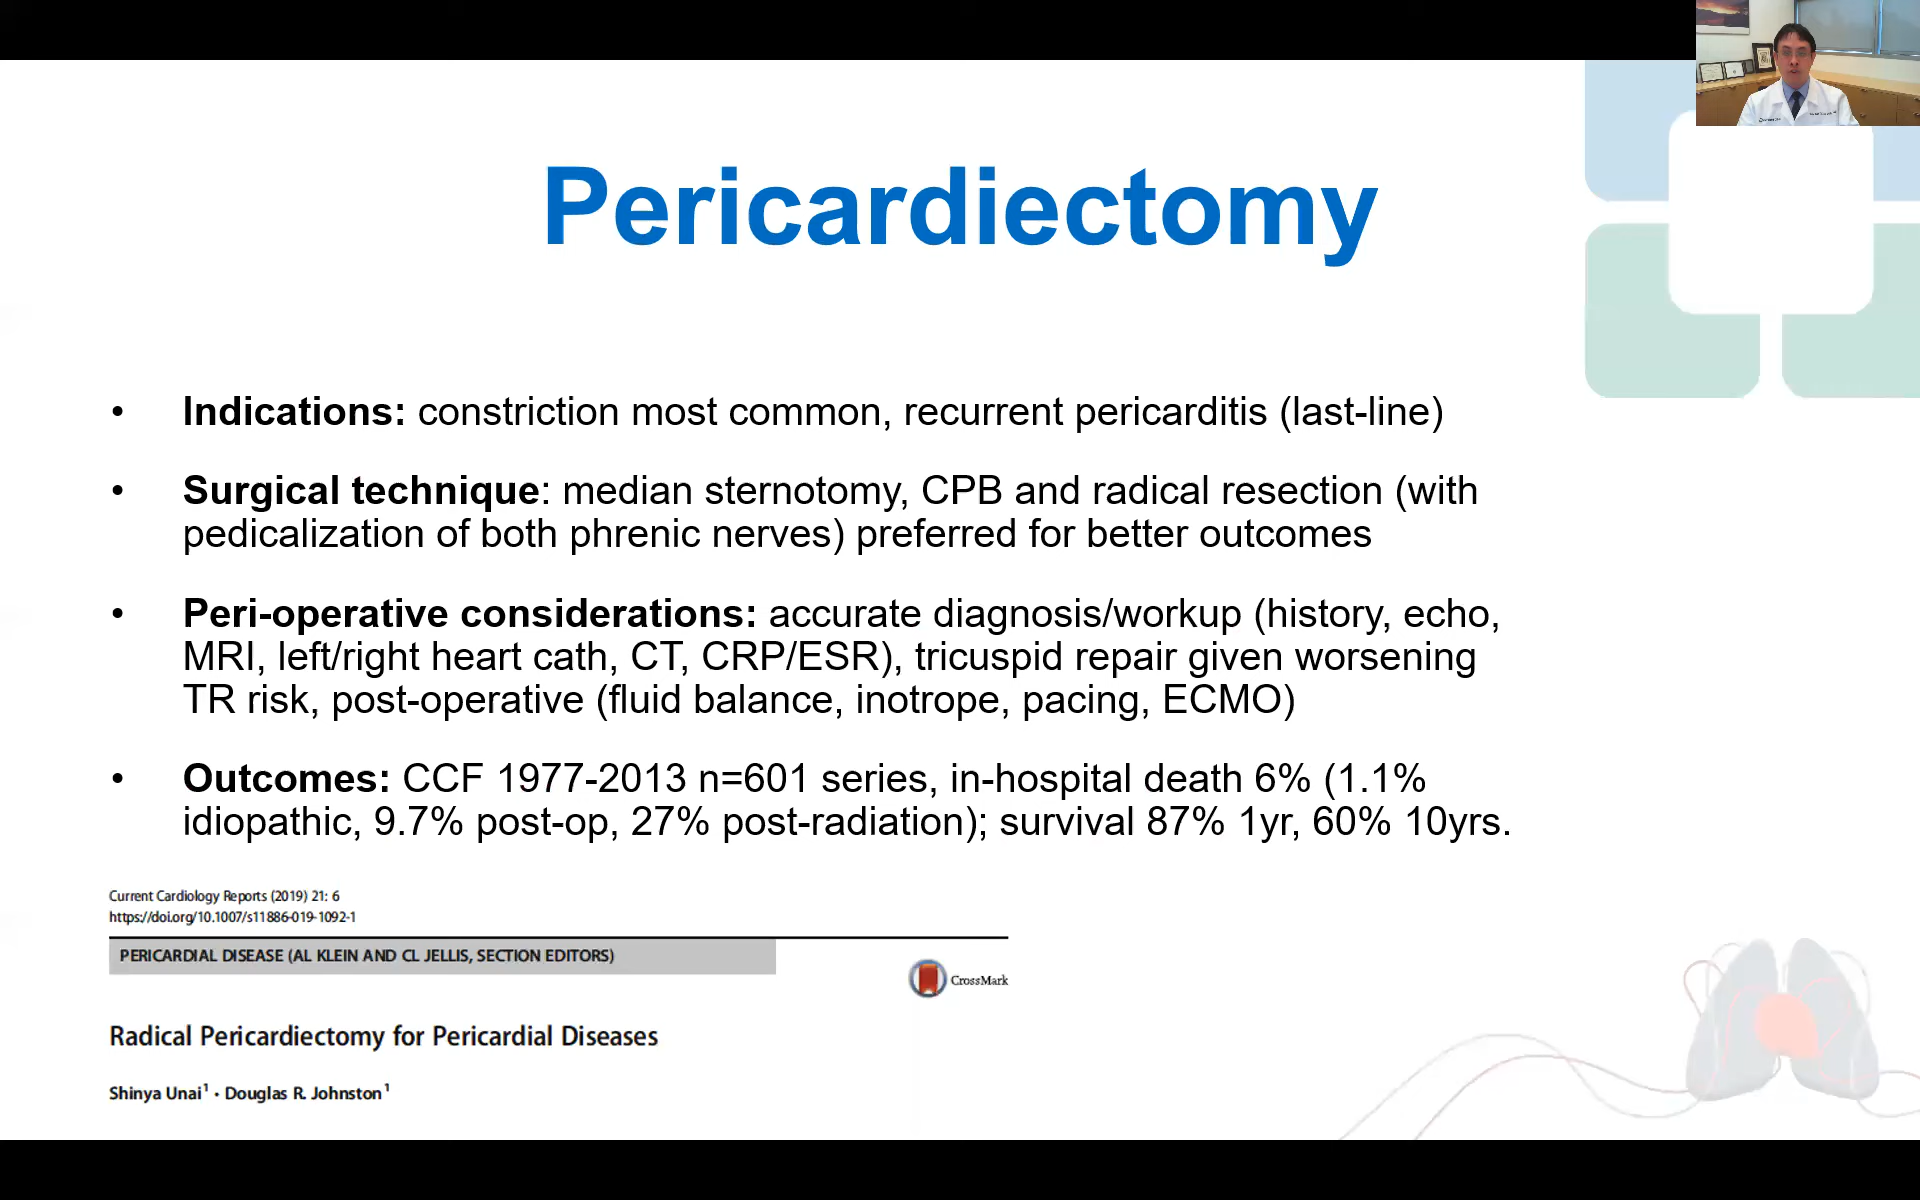 Pericardiectomy
• Indications: constriction most common, recurrent pericarditis (last-line)
• Surgical technique: median sternotomy, CPB and radical resection (with
pedicalization of both phrenic nerves) preferred for better outcomes
• Peri-operative considerations: accurate diagnosis/workup (history, echo,
MRI, left/right heart cath, CT, CRP/ESR), tricuspid repair given worsening
TR risk, post-operative (fluid balance, inotrope, pacing, ECMO)
• Outcomes: CCF 1977-2013 n=601 series, in-hospital death 6% (1.1%
idiopathic, 9.7% post-op, 27% post-radiation); survival 87% 1yr, 60% 10yrs.
Current Cardiology Reports (2019) 21: 6
https://doi.org/10.1007/s11886-019-1092-1
PERICARDIAL DISEASE (AL KLEIN AND CL JELLIS, SECTION EDITORS)
CrossMark
Radical Pericardiectomy for Pericardial Diseases
Shinya Unai¹ • Douglas R. Johnston¹